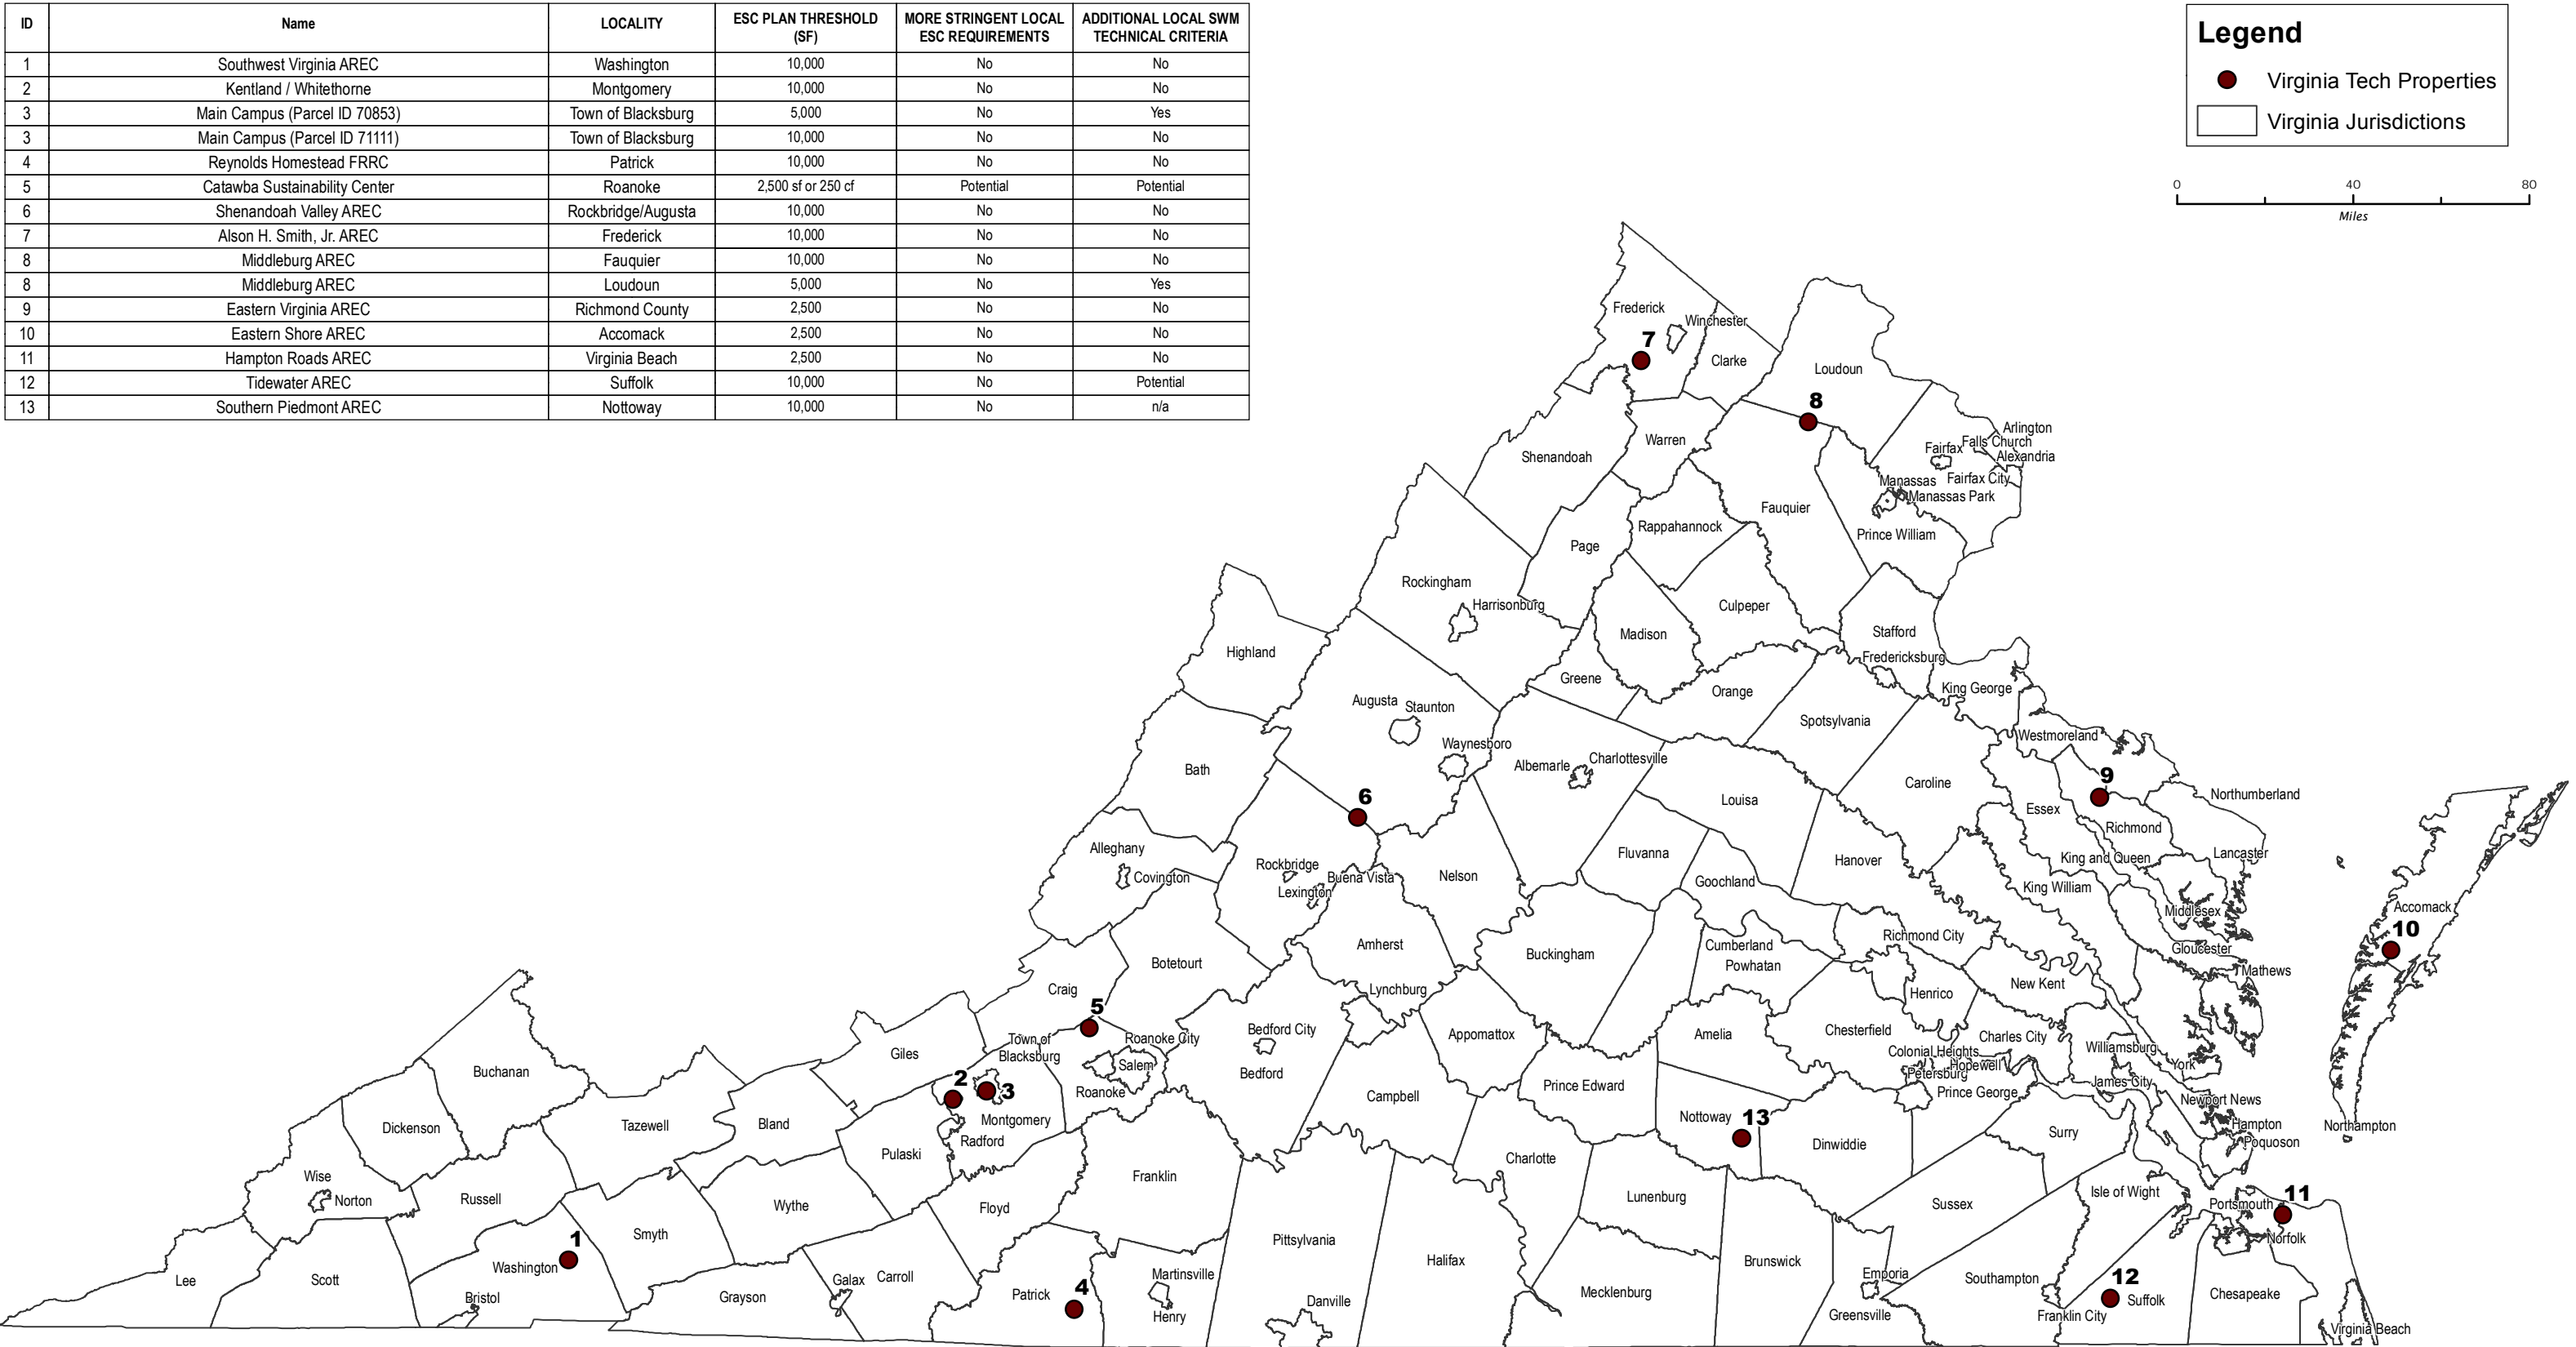 ID Name LOCALITY ESC PLAN THRESHOLD (SF) MORE STRINGENT LOCAL ESC REQUIREMENTS ADDITIONAL LOCAL SWM TECHNICAL CRITERIA
1 Southwest Virginia AREC Washington 10,000 No No
2 Kentland / Whitethorne Montgomery 10,000 No No
3 Main Campus (Parcel ID 70853) Town of Blacksburg 5,000 No Yes
3 Main Campus (Parcel ID 71111) Town of Blacksburg 10,000 No No
4 Reynolds Homestead FRRC Patrick 10,000 No No
5 Catawba Sustainability Center Roanoke 2,500 sf or 250 cf Potential Potential
6 Shenandoah Valley AREC Rockbridge/Augusta 10,000 No No
7 Alson H. Smith, Jr. AREC Frederick 10,000 No No
8 Middleburg AREC Fauquier 10,000 No No
8 Middleburg AREC Loudoun 5,000 No Yes
9 Eastern Virginia AREC Richmond County 2,500 No No
10 Eastern Shore AREC Accomack 2,500 No No
11 Hampton Roads AREC Virginia Beach 2,500 No No
12 Tidewater AREC Suffolk 10,000 No Potential
13 Southern Piedmont AREC Nottoway 10,000 No n/a
Legend
Virginia Tech Properties
Virginia Jurisdictions
0 40 80
Miles
Frederick
Winchester
7
Clarke
Loudoun
8
Arlington
Falls Church
Fairfax
Alexandria
Fairfax City
Manassas
Manassas Park
Warren
Shenandoah
Fauquier
Rappahannock
Prince William
Page
Rockingham
Harrisonburg
Culpeper
Madison
Stafford
Highland
Fredericksburg
Greene
King George
Orange
Augusta
Staunton
Spotsylvania
Westmoreland
Waynesboro
Charlottesville
Albemarle
Bath
9
Caroline
Northumberland
6
Louisa
Essex
Richmond
Alleghany
Fluvanna
Hanover
King and Queen
Lancaster
Rockbridge
Covington
Buena Vista
Nelson
Goochland
King William
Lexington
Accomack
Middlesex
10
Richmond City
Amherst
Cumberland
Gloucester
Buckingham
Botetourt
Powhatan
Mathews
Craig
Lynchburg
New Kent
Henrico
5
Bedford City
Appomattox
Amelia
Chesterfield
Town of
Blacksburg
Roanoke City
Charles City
Giles
Colonial Heights
Williamsburg
Salem
Hopewell
York
Buchanan
Bedford
Petersburg
James City
2
3
Roanoke
Prince Edward
Prince George
Campbell
Newport News
Montgomery
Nottoway
13
Hampton
Northampton
Dickenson
Tazewell
Bland
Surry
Radford
Dinwiddie
Poquoson
Pulaski
Charlotte
Wise
Franklin
Norton
Russell
Lunenburg
Isle of Wight
11
Wythe
Floyd
Sussex
Portsmouth
Smyth
1
Pittsylvania
Norfolk
Washington
Halifax
Brunswick
Lee
Scott
Galax
Carroll
Martinsville
Emporia
Southampton
12
4
Patrick
Mecklenburg
Chesapeake
Bristol
Grayson
Danville
Suffolk
Henry
Greensville
Franklin City
Virginia Beach